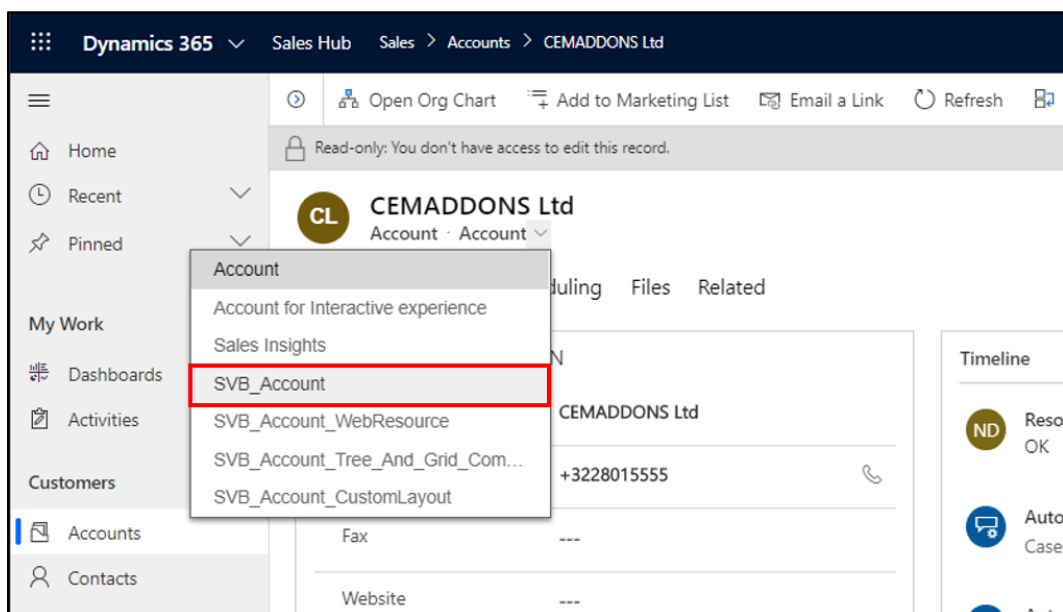 Dynamics 365 Sales Hub Sales > Accounts > CEMADDONS Ltd
Open Org Chart Add to Marketing List Email a Link Refresh
Read-only: You don't have access to edit this record.
Home
Recent
Pinned
My Work
Dashboards
Activities
Customers
Accounts
Contacts
CL
CEMADDONS Ltd
Account · Account
Account
Account for Interactive experience
Sales Insights
SVB_Account
SVB_Account_WebResource
SVB_Account_Tree_And_Grid_Com...
SVB_Account_CustomLayout
Files Related
CEMADDONS Ltd
+3228015555
Fax ---
Website ---
Timeline
ND
OK
Case